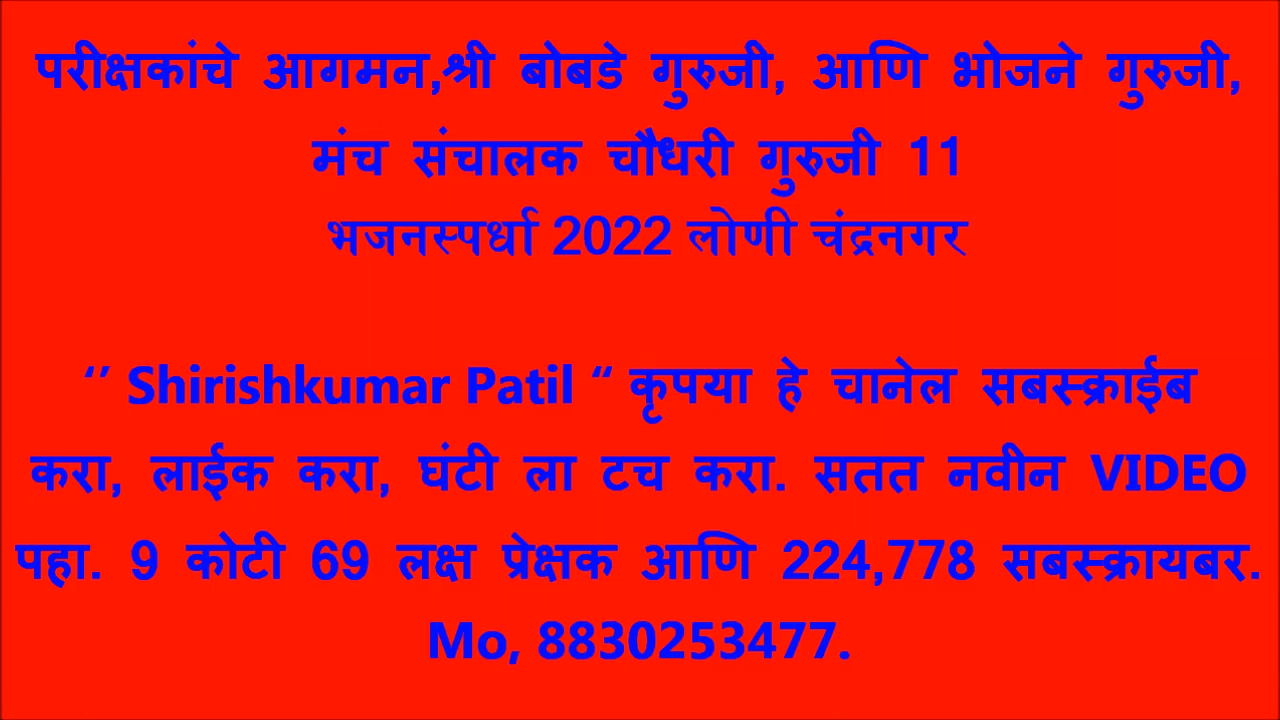 परीक्षकांचे आगमन,श्री बोबडे गुरुजी, आणि भोजने गुरुजी,
मंच संचालक चौधरी गुरुजी 11
भजनस्पर्धा 2022 लोणी चंद्रनगर
‘’ Shirishkumar Patil “ कृपया हे चानेल सबस्क्राईब
करा, लाईक करा, घंटी ला टच करा. सतत नवीन VIDEO
पहा. 9 कोटी 69 लक्ष प्रेक्षक आणि 224,778 सबस्क्रायबर.
Mo, 8830253477.